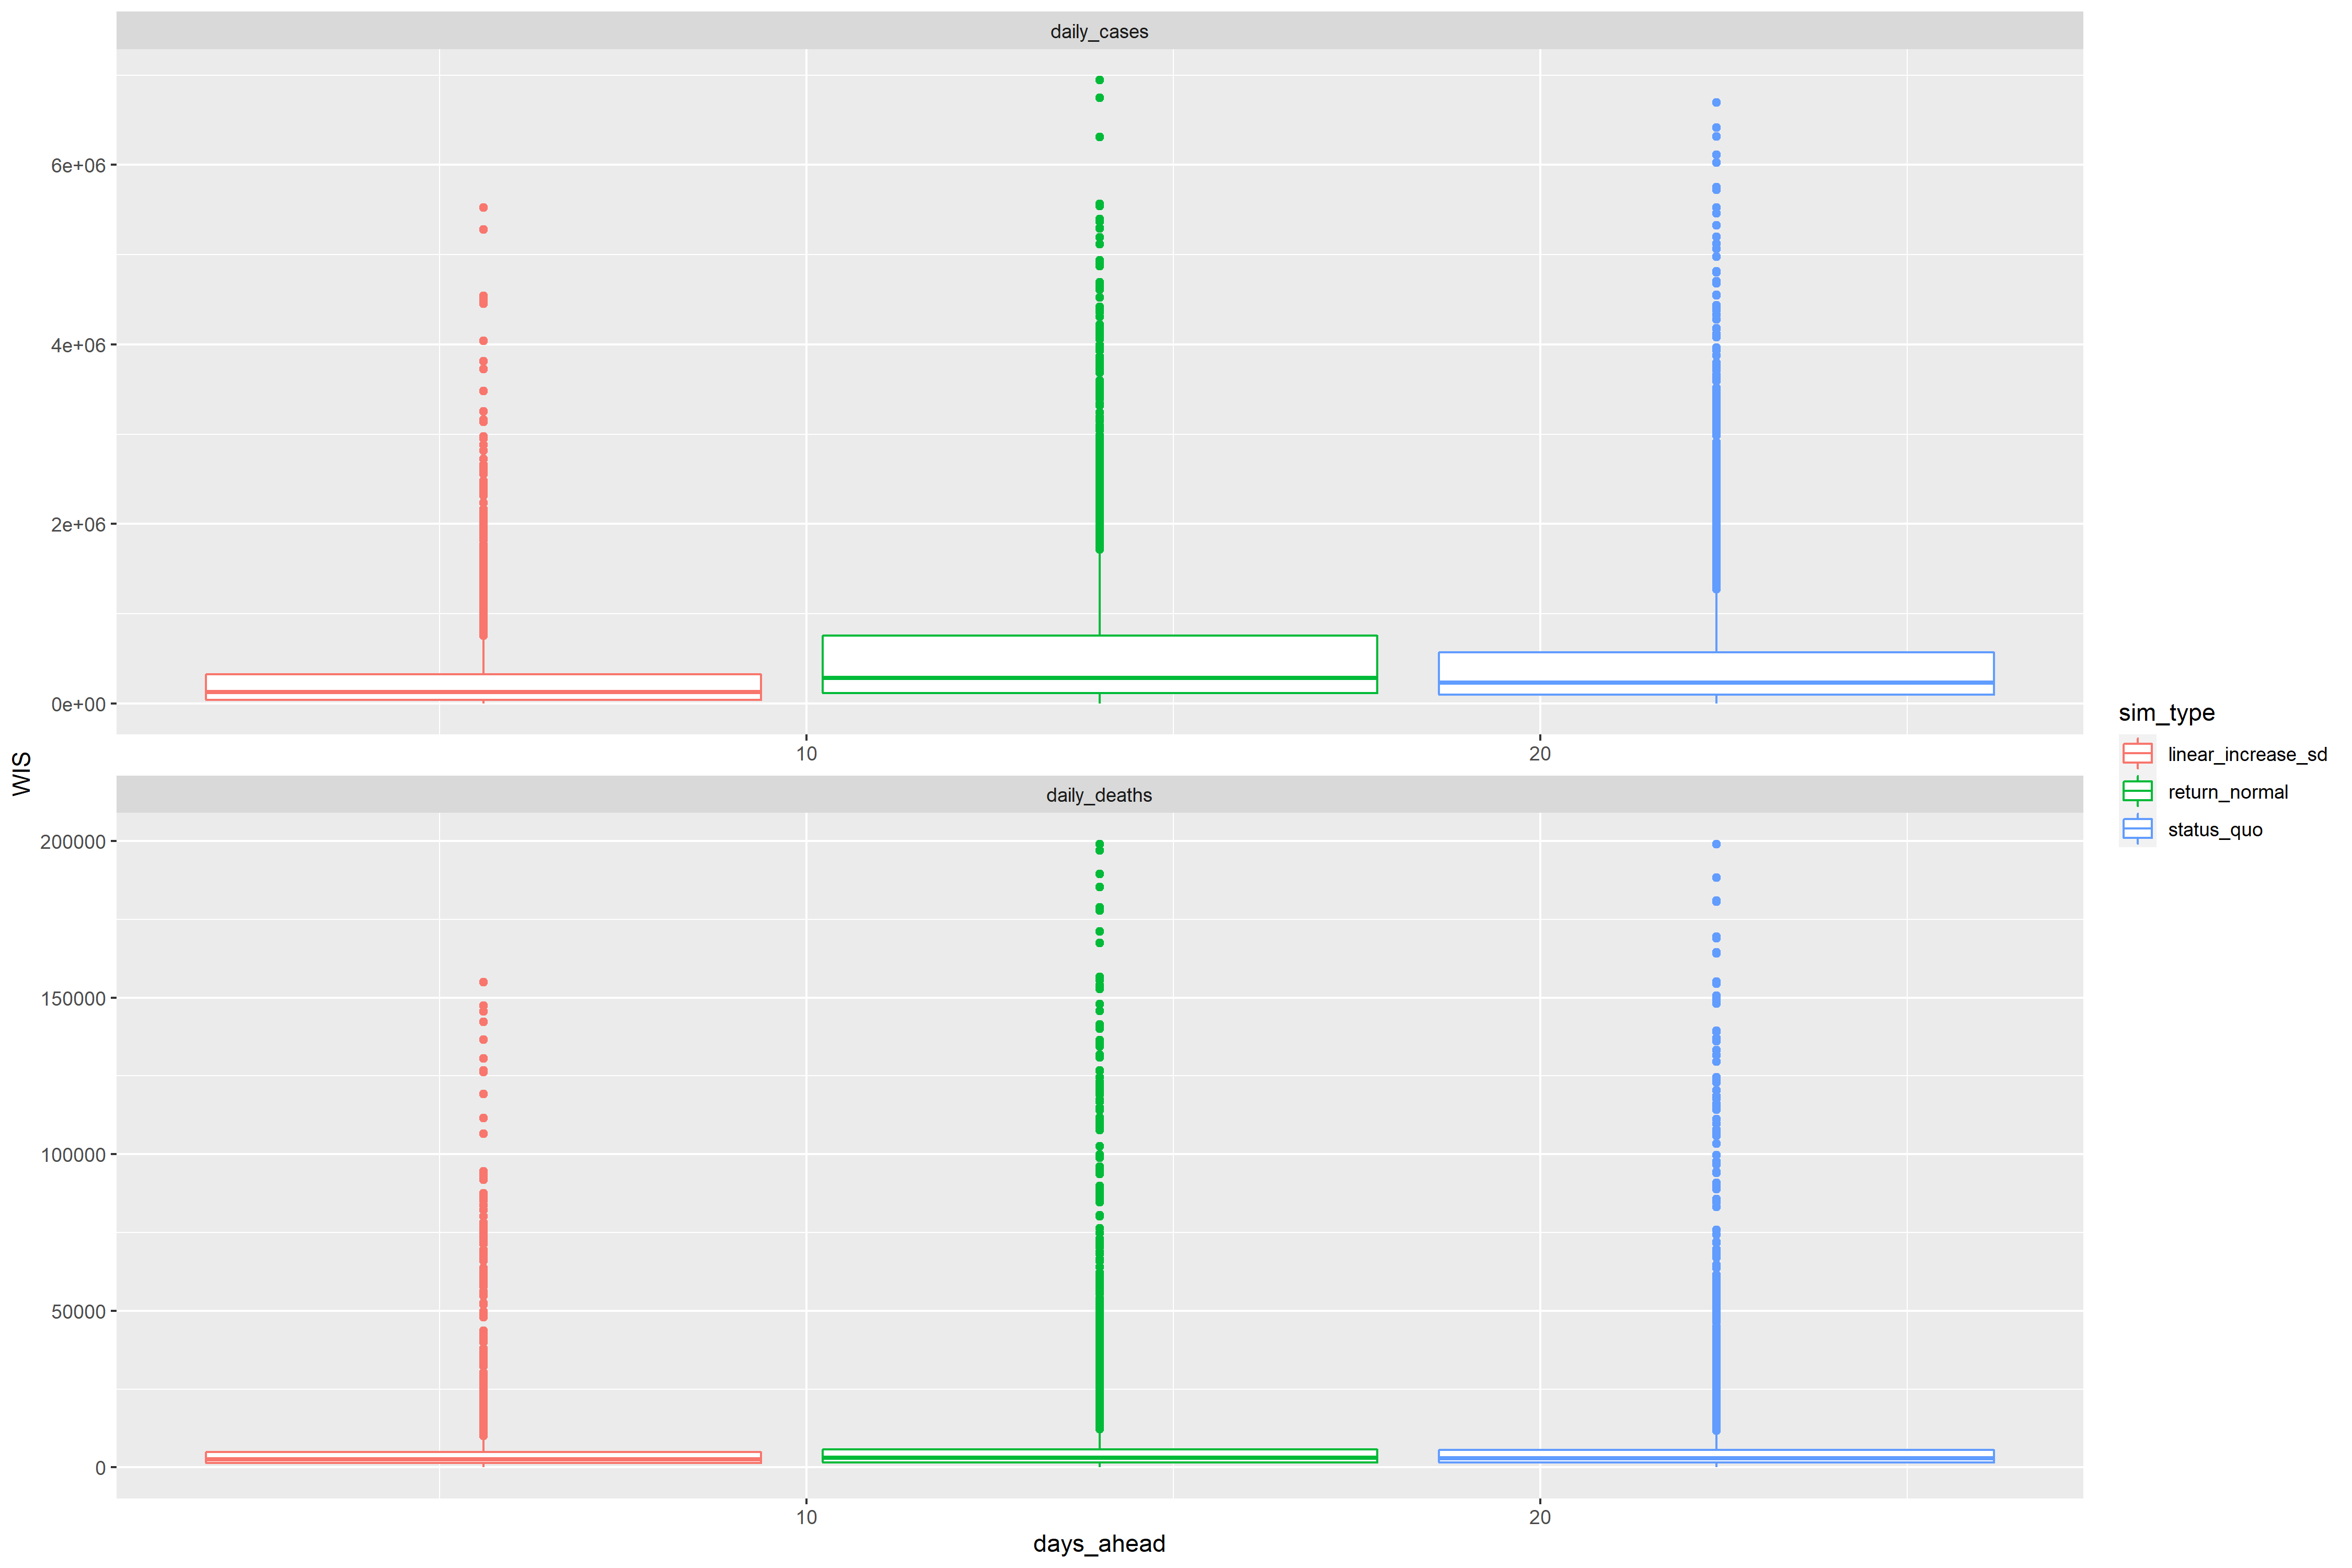 daily_cases
6e+06
4e+06
2e+06
0e+00
10 20
daily_deaths
200000
150000
100000
50000
0
10 20
days_ahead
WIS
sim_type
linear_increase_sd
return_normal
status_quo